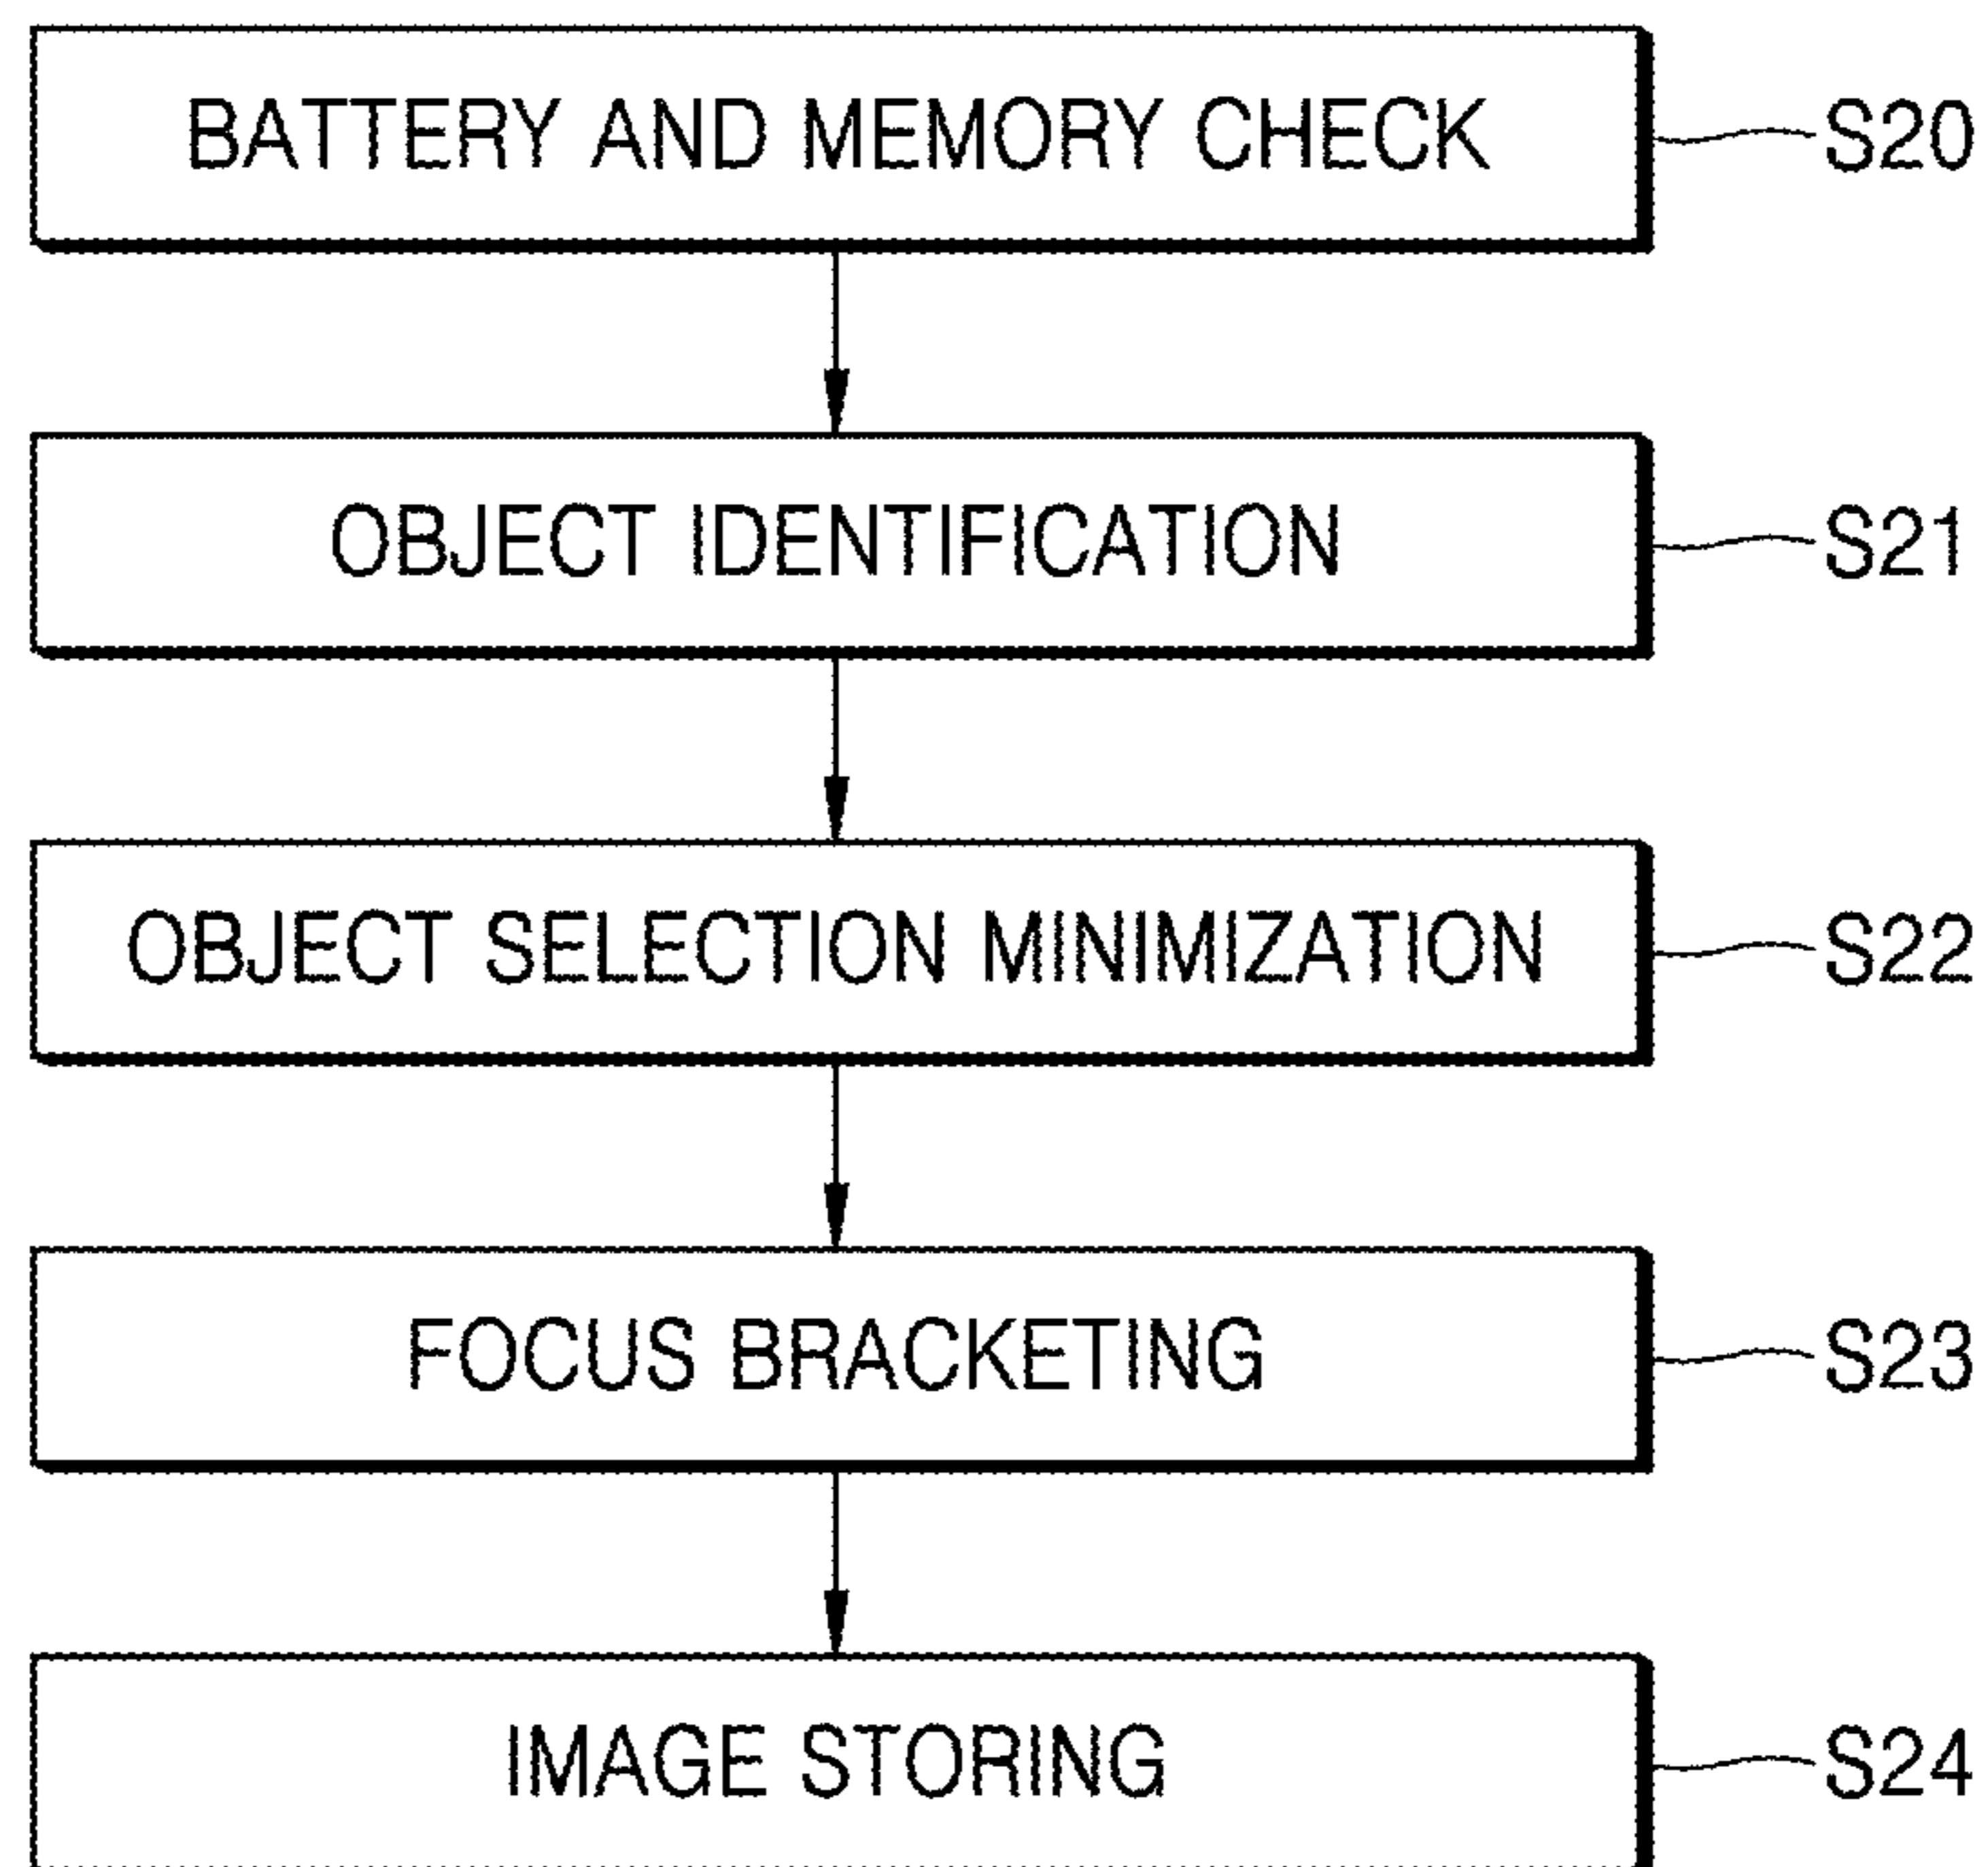 BATTERY AND MEMORY CHECK S20
OBJECT IDENTIFICATION S21
OBJECT SELECTION MINIMIZATION S22
FOCUS BRACKETING S23
IMAGE STORING S24